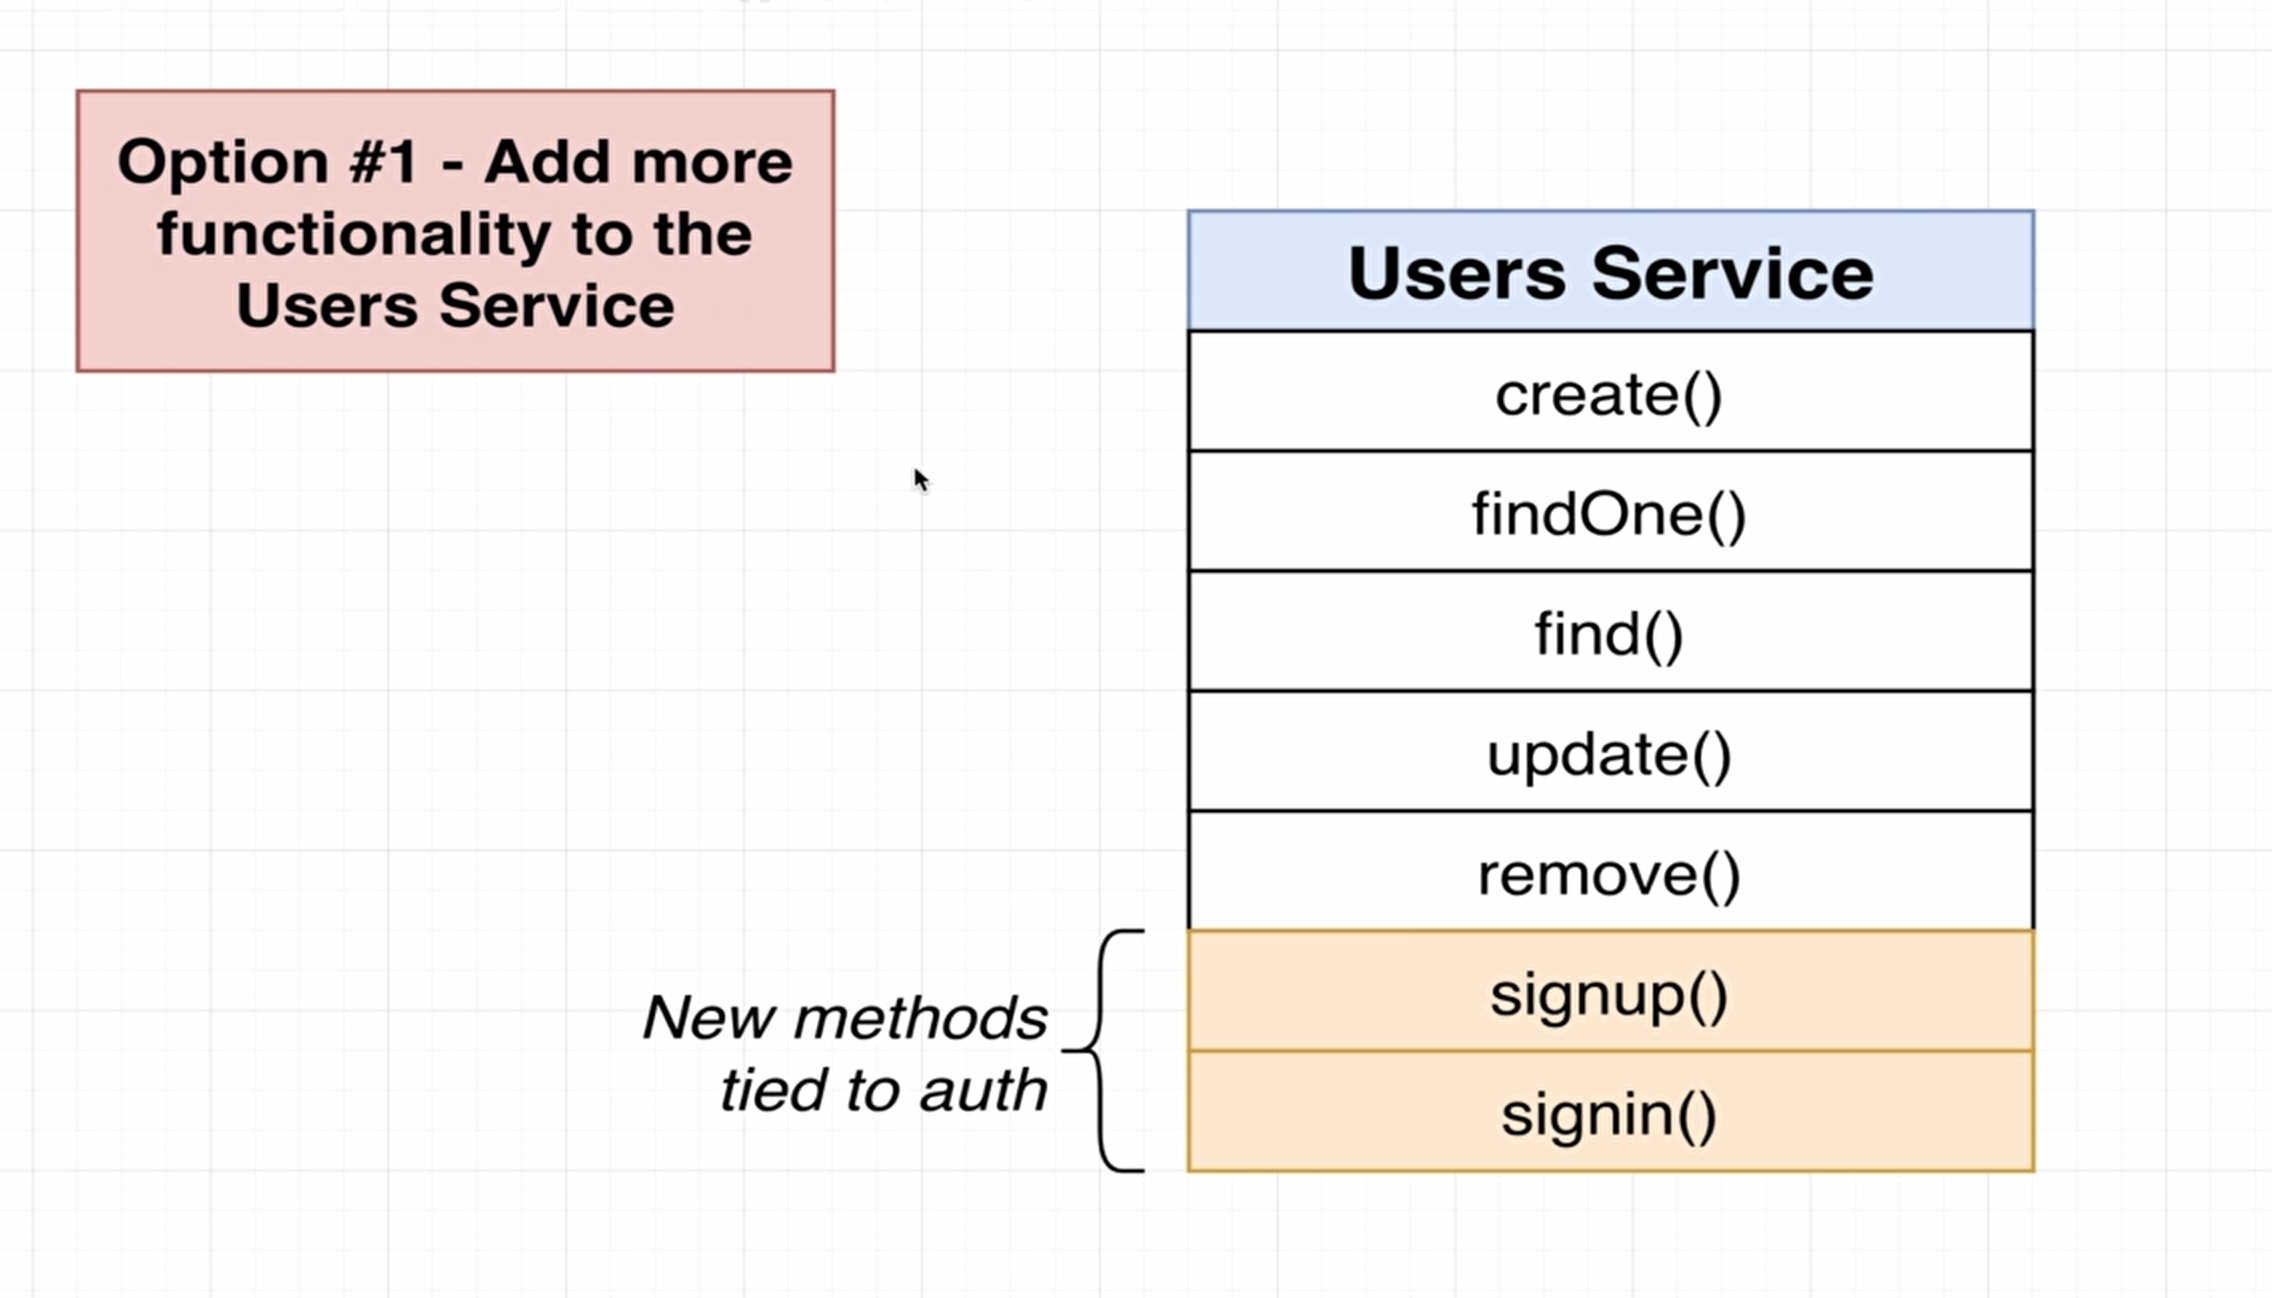 Option #1 - Add more
functionality to the
Users Service
Users Service
create()
findOne()
find()
update()
remove()
New methods
tied to auth
signup()
signin()